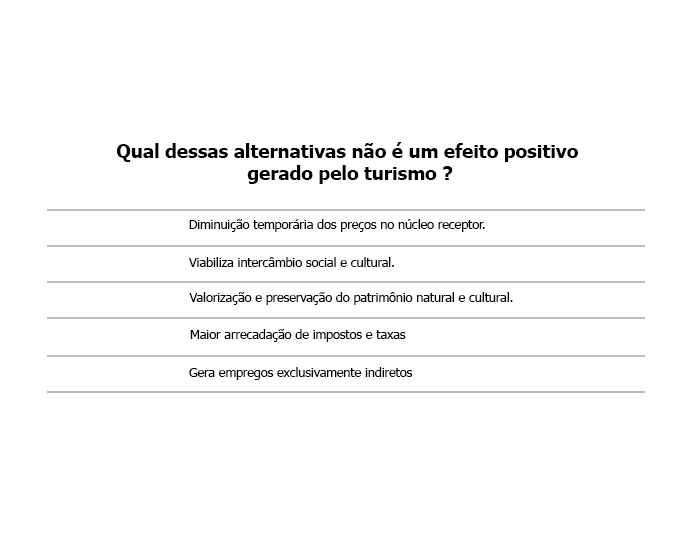 Qual dessas alternativas não é um efeito positivo
gerado pelo turismo ?
Diminuição temporária dos preços no núcleo receptor.
Viabiliza intercâmbio social e cultural.
Valorização e preservação do patrimônio natural e cultural.
Maior arrecadação de impostos e taxas
Gera empregos exclusivamente indiretos